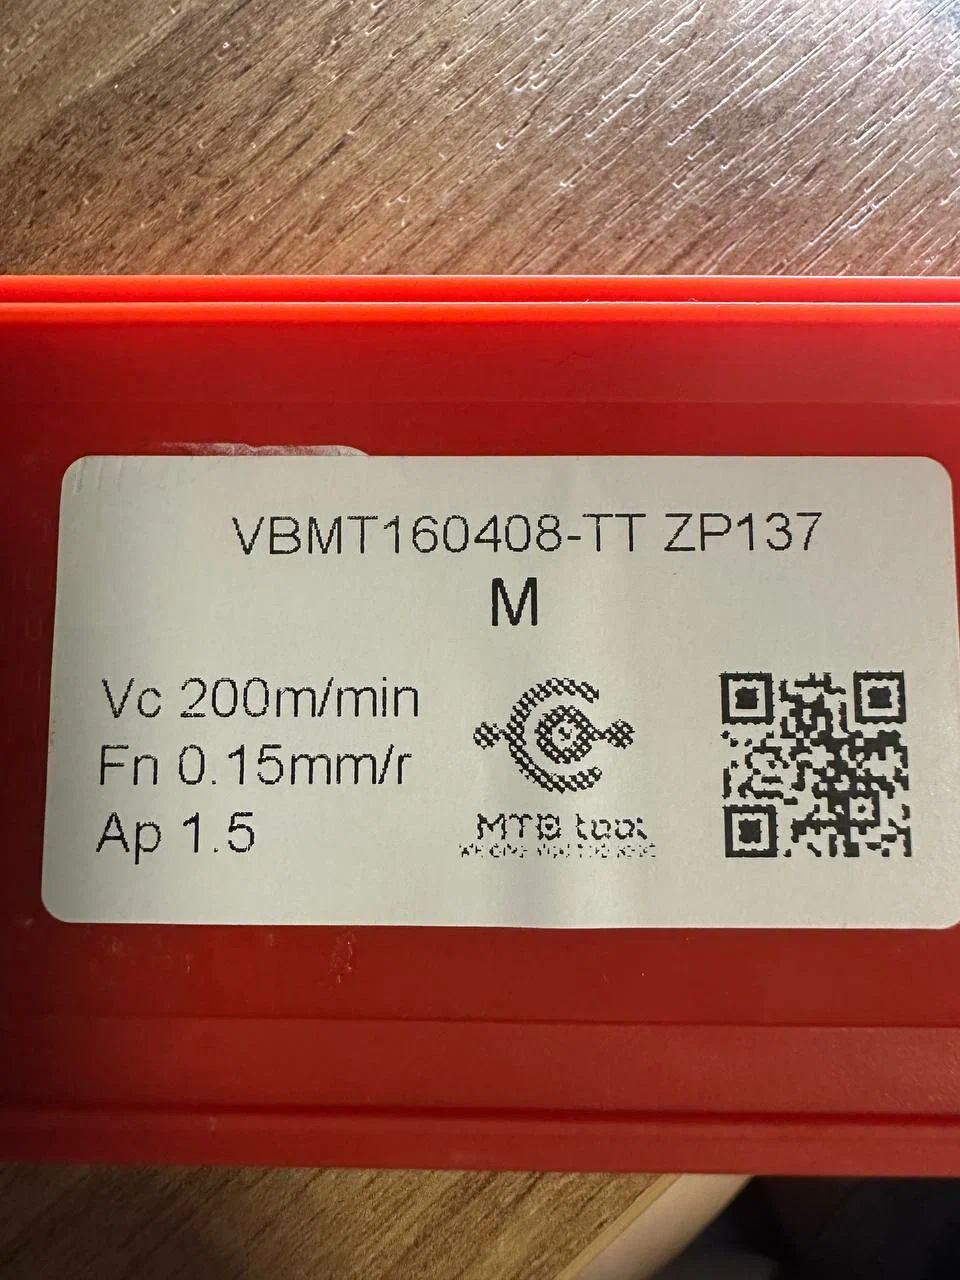 VBMT160408-TT ZP137
M
Vc 200m/min
Fn 0.15mm/r
Ap 1.5
MTB tool